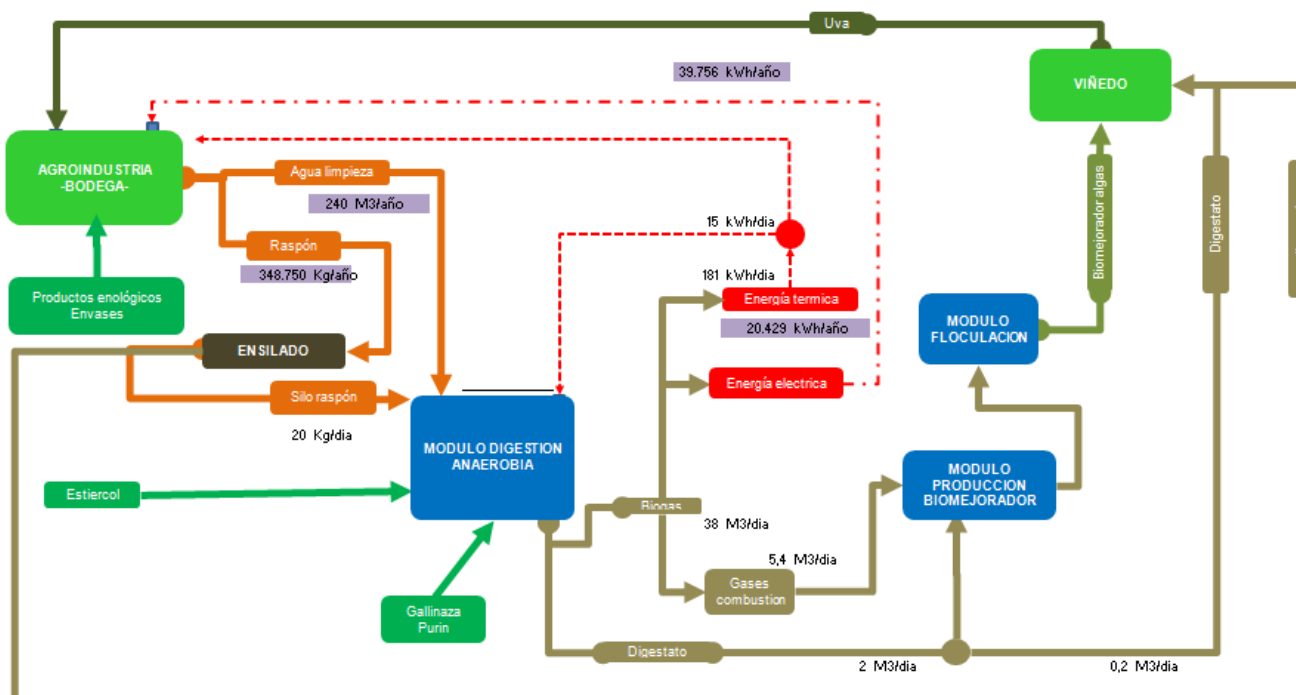 Uva
39.756 kWh/año
VIÑEDO
AGROINDUSTRIA
-BODEGA-
Agua limpieza
240 M3/año
Raspón
348.750 Kg/año
Productos enológicos
Envases
15 kWh/dia
181 kWh/dia
Energía termica
20.429 kWh/año
Energía electrica
Biomejorador algas
Digestato
MODULO
FLOCULACION
ENSILADO
Silo raspón
20 Kg/dia
MODULO DIGESTION
ANAEROBIA
MODULO
PRODUCCION
BIOMEJORADOR
Estiercol
Biogas
38 M3/dia
5,4 M3/dia
Gases
combustion
Gallinaza
Purin
Digestato
2 M3/dia
0,2 M3/dia